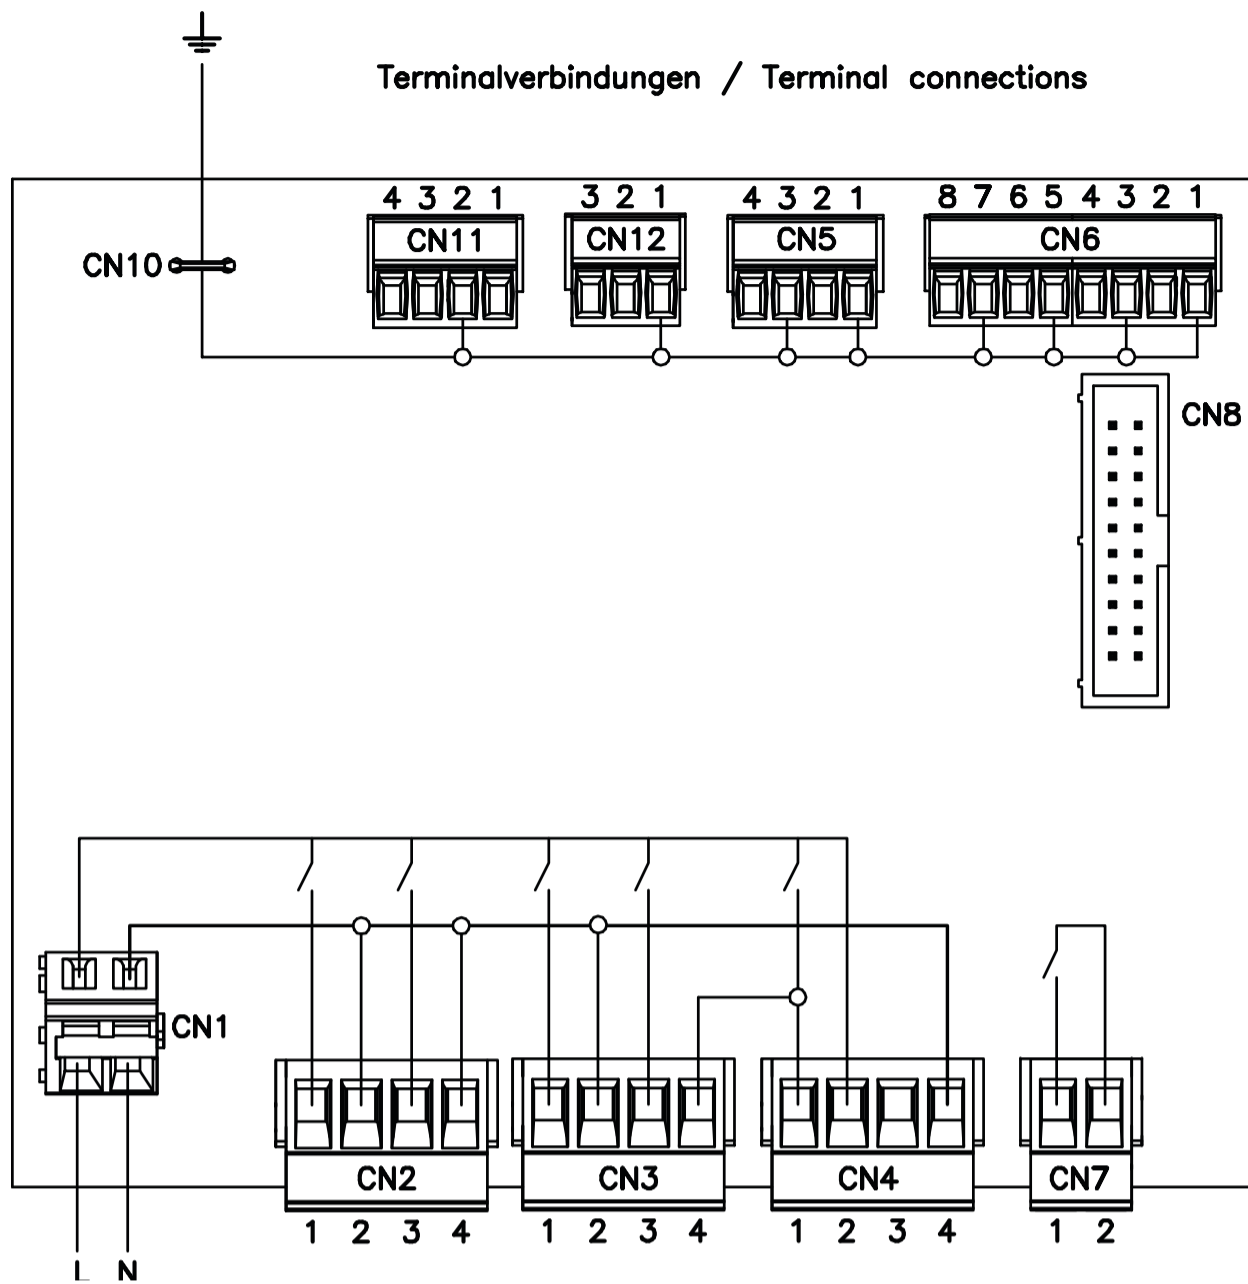 Terminalverbindungen / Terminal connections
4 3 2 1 3 2 1 4 3 2 1 8 7 6 5 4 3 2 1
CN11 CN12 CN5 CN6
CN10
CN8
CN1
CN2 CN3 CN4 CN7
1 2 3 4 1 2 3 4 1 2 3 4 1 2
L N